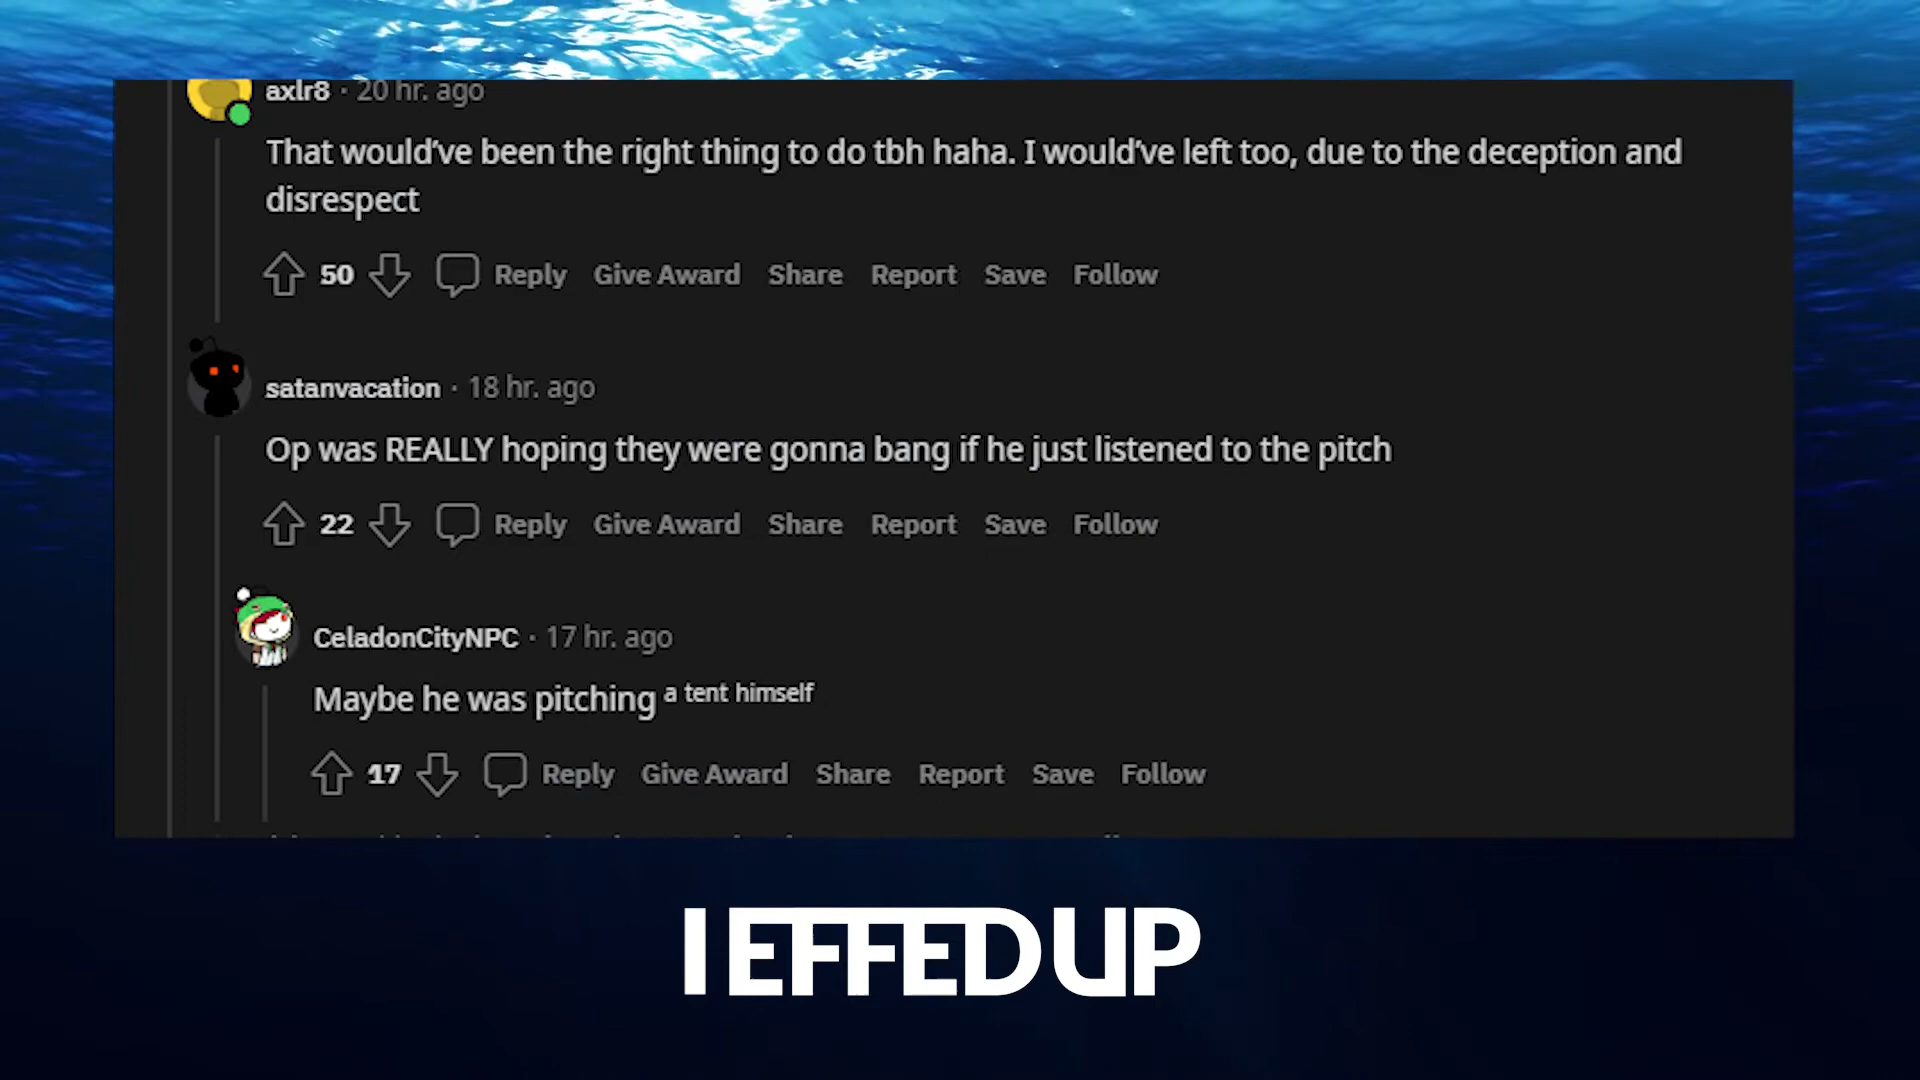 axlr8 · 20 hr. ago
That would've been the right thing to do tbh haha. I would've left too, due to the deception and
disrespect
50 Reply Give Award Share Report Save Follow
satanvacation · 18 hr. ago
Op was REALLY hoping they were gonna bang if he just listened to the pitch
22 Reply Give Award Share Report Save Follow
CeladonCityNPC · 17 hr. ago
Maybe he was pitching a tent himself
17 Reply Give Award Share Report Save Follow
I EFFED UP